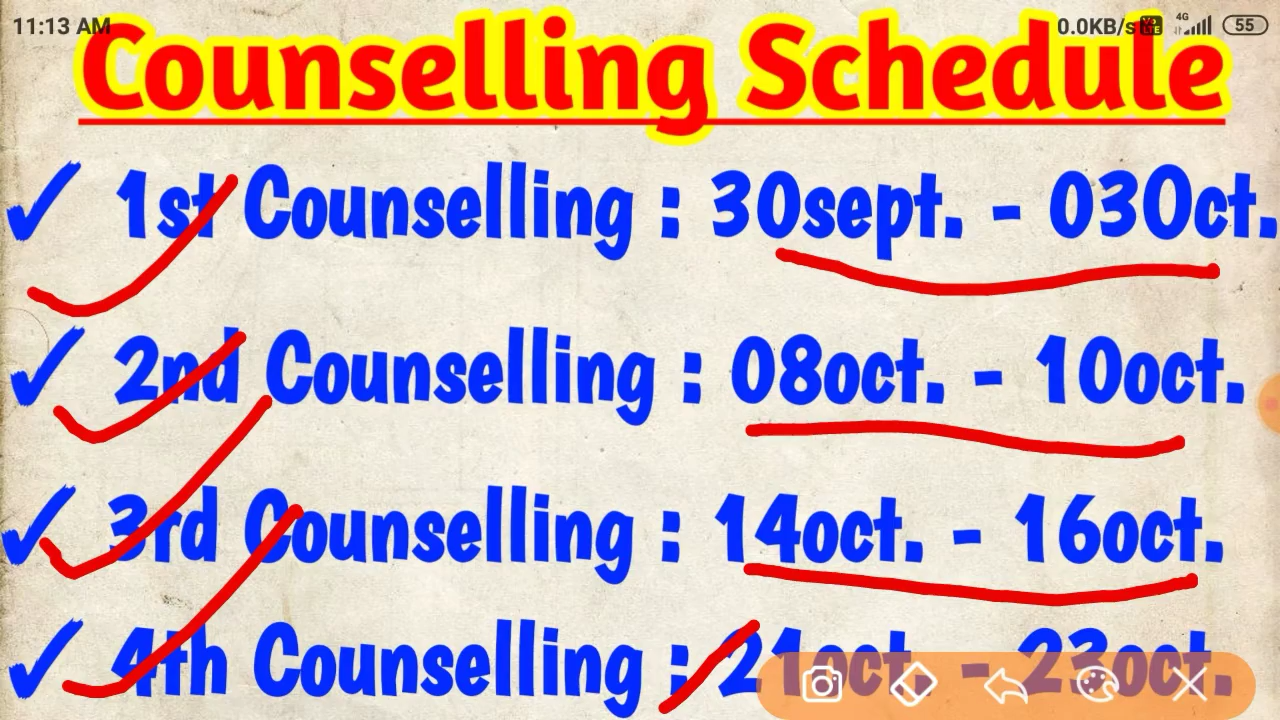 11:13 AM 0.0KB/s 4G 55
Counselling Schedule
✓ 1st Counselling : 30sept. - 03Oct.
✓ 2nd Counselling : 08oct. - 10oct.
✓ 3rd Counselling : 14oct. - 16oct.
✓ 4th Counselling : 21oct. - 23oct.